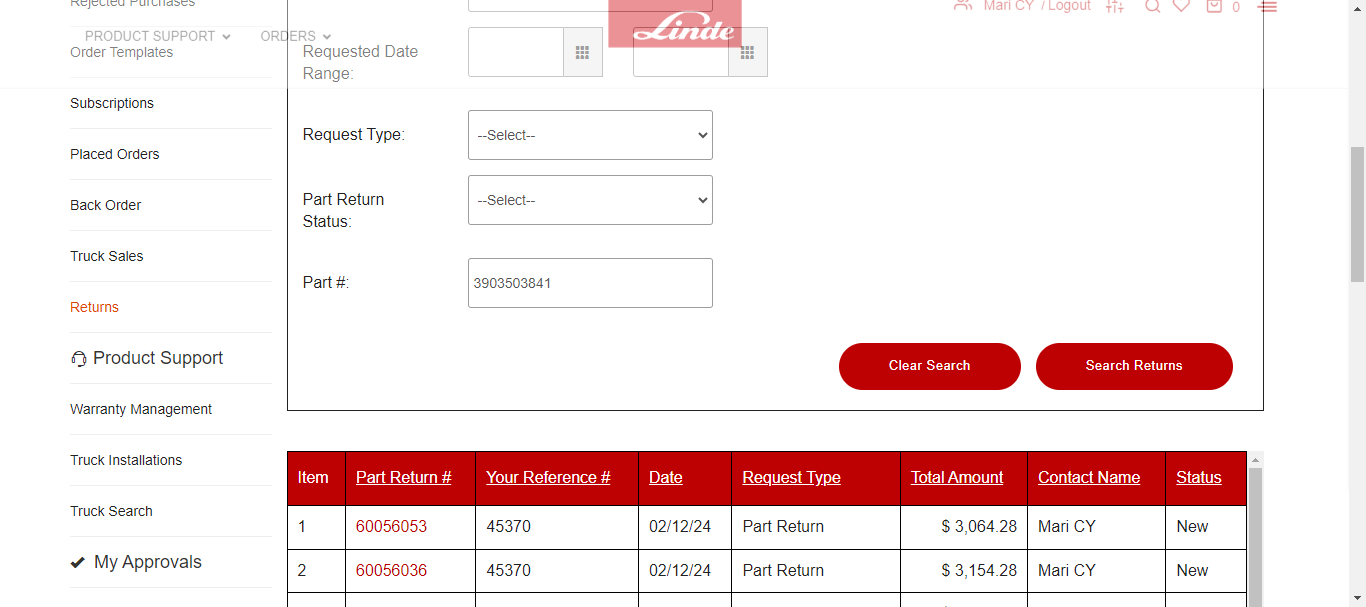 Rejected Purchases
Mari CY / Logout
0
Linde
PRODUCT SUPPORT
ORDERS
Order Templates
Requested Date
Range:
Subscriptions
Request Type:
--Select--
Placed Orders
Part Return
Status:
--Select--
Back Order
Truck Sales
Part #:
3903503841
Returns
Product Support
Clear Search
Search Returns
Warranty Management
Truck Installations
Truck Search
My Approvals
Item Part Return # Your Reference # Date Request Type Total Amount Contact Name Status
1 60056053 45370 02/12/24 Part Return $ 3,064.28 Mari CY New
2 60056036 45370 02/12/24 Part Return $ 3,154.28 Mari CY New